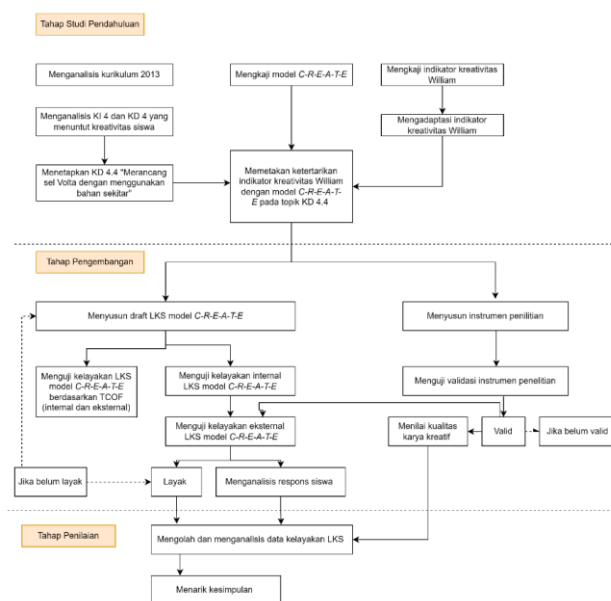 Tahap Studi Pendahuluan
Menganalisis kurikulum 2013
Mengkaji model C-R-E-A-T-E
Mengkaji indikator kreativitas
William
Menganalisis KI 4 dan KD 4 yang
menuntut kreativitas siswa
Mengadaptasi indikator
kreativitas William
Menetapkan KD 4.4 "Merancang
sel Volta dengan menggunakan
bahan sekitar"
Memetakan ketertarikan
indikator kreativitas William
dengan model C-R-E-A-T-
E pada topik KD 4.4
Tahap Pengembangan
Menyusun draft LKS model C-R-E-A-T-E
Menyusun instrumen penilitian
Menguji kelayakan LKS
model C-R-E-A-T-E
berdasarkan TCOF
(internal dan eksternal)
Menguji kelayakan internal
LKS model C-R-E-A-T-E
Menguji validasi instrumen penelitian
Menguji kelayakan eksternal
LKS model C-R-E-A-T-E
Menilai kualitas
karya kreatif
Valid
Jika belum valid
Jika belum layak
Layak
Menganalisis respons siswa
Tahap Penilaian
Mengolah dan menganalisis data kelayakan LKS
Menarik kesimpulan